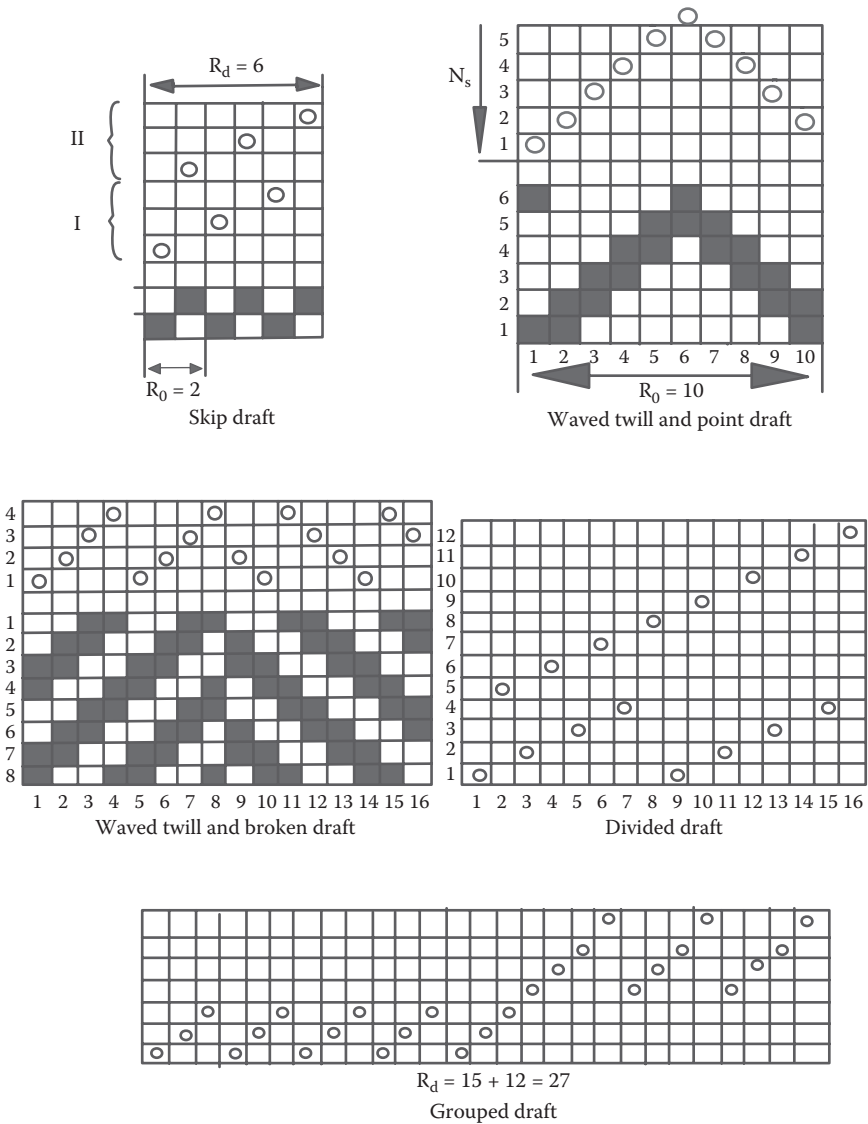 R_d = 6
II
I
R_0 = 2
Skip draft
N_s
5
4
3
2
1
6
5
4
3
2
1
1 2 3 4 5 6 7 8 9 10
R_0 = 10
Waved twill and point draft
4
3
2
1
1
2
3
4
5
6
7
8
1 2 3 4 5 6 7 8 9 10 11 12 13 14 15 16
Waved twill and broken draft
12
11
10
9
8
7
6
5
4
3
2
1
1 2 3 4 5 6 7 8 9 10 11 12 13 14 15 16
Divided draft
R_d = 15 + 12 = 27
Grouped draft